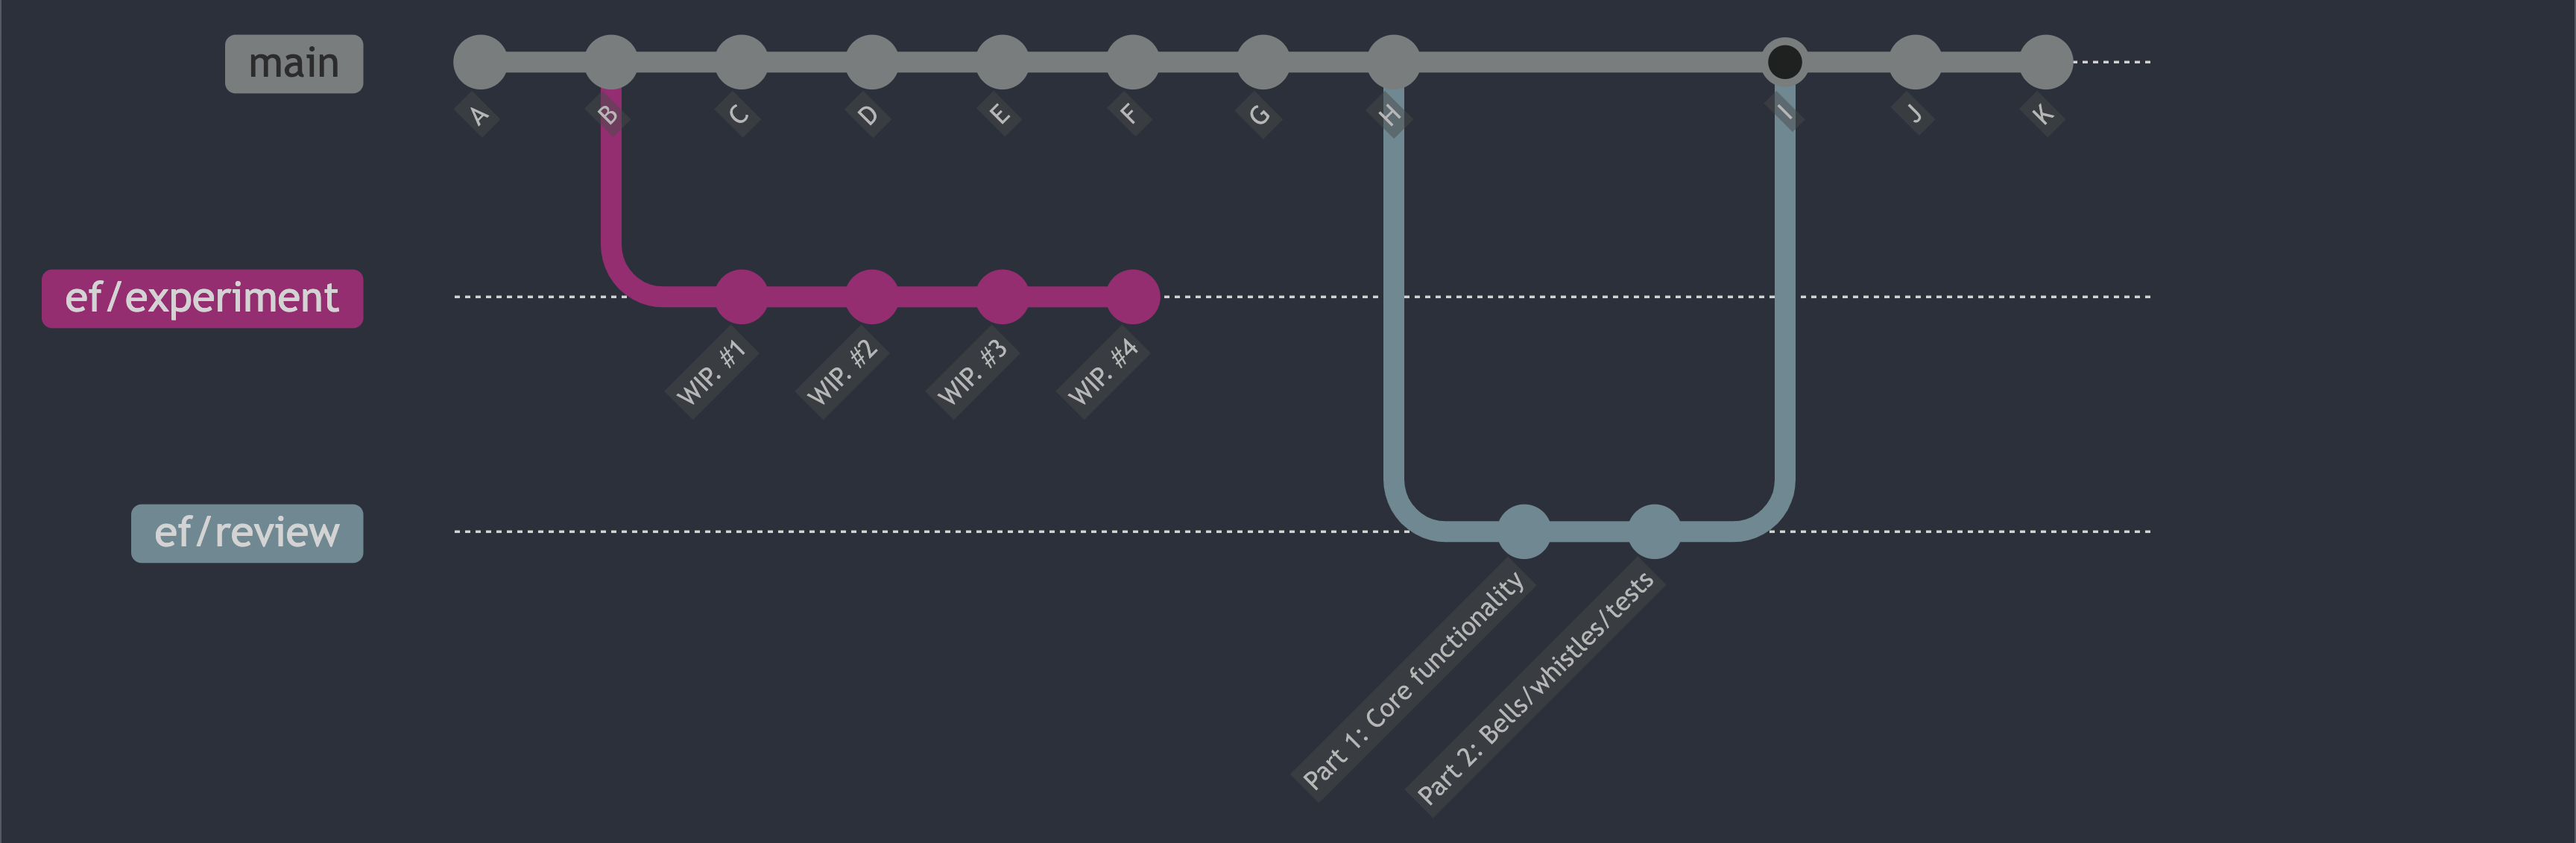 main
A
B
C
D
E
F
G
H
I
J
K
ef/experiment
WIP. #1
WIP. #2
WIP. #3
WIP. #4
ef/review
Part 1: Core functionality
Part 2: Bells/whistles/tests